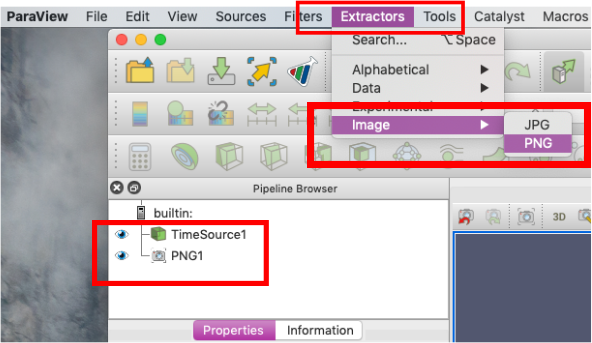 ParaView File Edit View Sources Filters Extractors Tools Catalyst Macros
Search... ⌥ Space
Alphabetical
Data
Experimental
Image
JPG
PNG
Pipeline Browser
builtin:
TimeSource1
PNG1
3D
Properties Information